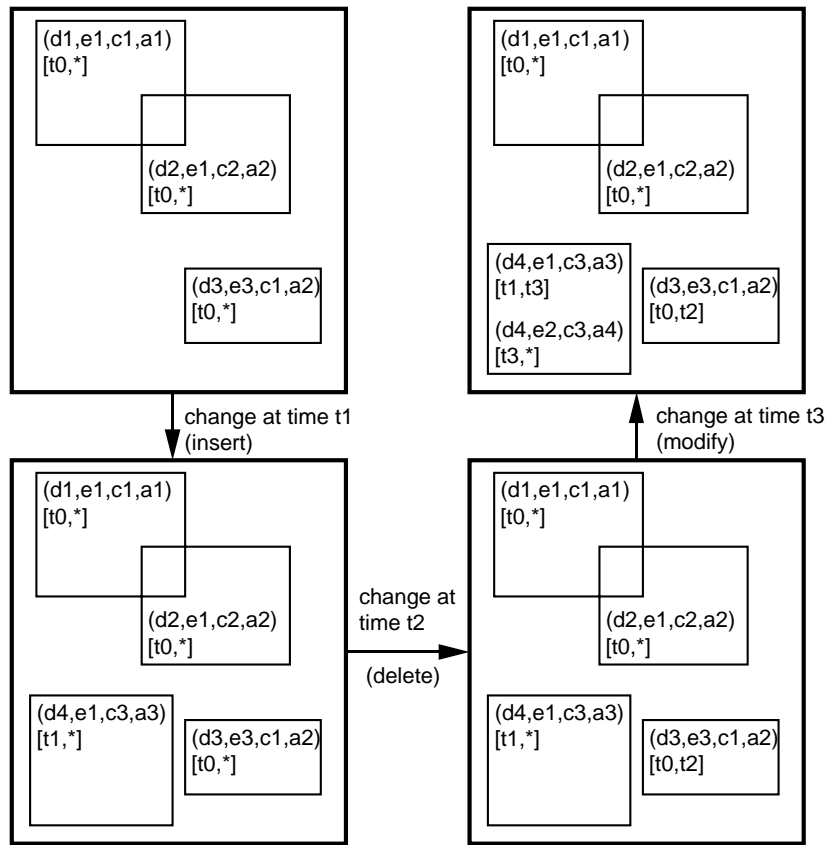 (d1,e1,c1,a1)
[t0,*]
(d2,e1,c2,a2)
[t0,*]
(d3,e3,c1,a2)
[t0,*]
change at time t1
(insert)
(d1,e1,c1,a1)
[t0,*]
(d2,e1,c2,a2)
[t0,*]
(d4,e1,c3,a3)
[t1,*]
(d3,e3,c1,a2)
[t0,*]
change at
time t2
(delete)
(d1,e1,c1,a1)
[t0,*]
(d2,e1,c2,a2)
[t0,*]
(d4,e1,c3,a3)
[t1,*]
(d3,e3,c1,a2)
[t0,t2]
change at time t3
(modify)
(d1,e1,c1,a1)
[t0,*]
(d2,e1,c2,a2)
[t0,*]
(d4,e1,c3,a3)
[t1,t3]
(d4,e2,c3,a4)
[t3,*]
(d3,e3,c1,a2)
[t0,t2]